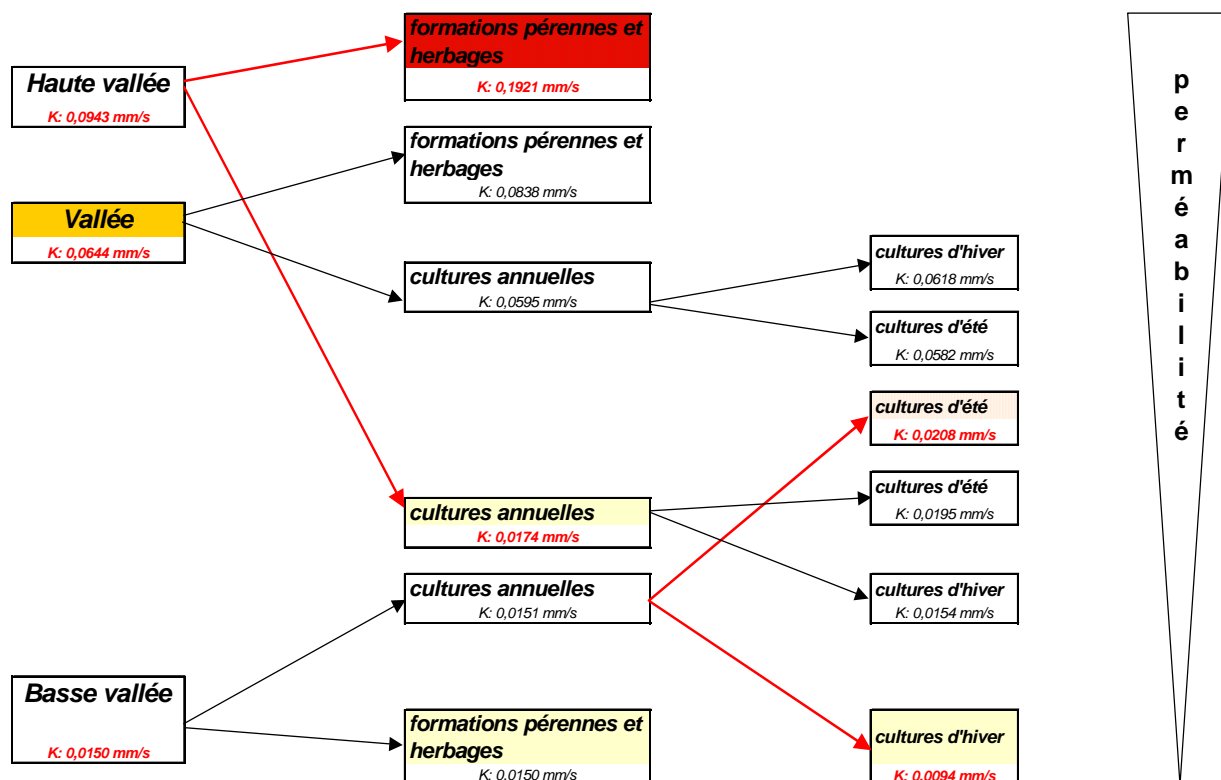 Haute vallée
K: 0,0943 mm/s
Vallée
K: 0,0644 mm/s
Basse vallée
K: 0,0150 mm/s
formations pérennes et
herbages
K: 0,1921 mm/s
formations pérennes et
herbages
K: 0,0838 mm/s
cultures annuelles
K: 0,0595 mm/s
cultures annuelles
K: 0,0174 mm/s
cultures annuelles
K: 0,0151 mm/s
formations pérennes et
herbages
K: 0,0150 mm/s
cultures d'hiver
K: 0,0618 mm/s
cultures d'été
K: 0,0582 mm/s
cultures d'été
K: 0,0208 mm/s
cultures d'été
K: 0,0195 mm/s
cultures d'hiver
K: 0,0154 mm/s
cultures d'hiver
K: 0,0094 mm/s
perméabilité